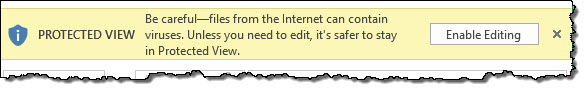 PROTECTED VIEW
Be careful—files from the Internet can contain
viruses. Unless you need to edit, it's safer to stay
in Protected View.
Enable Editing